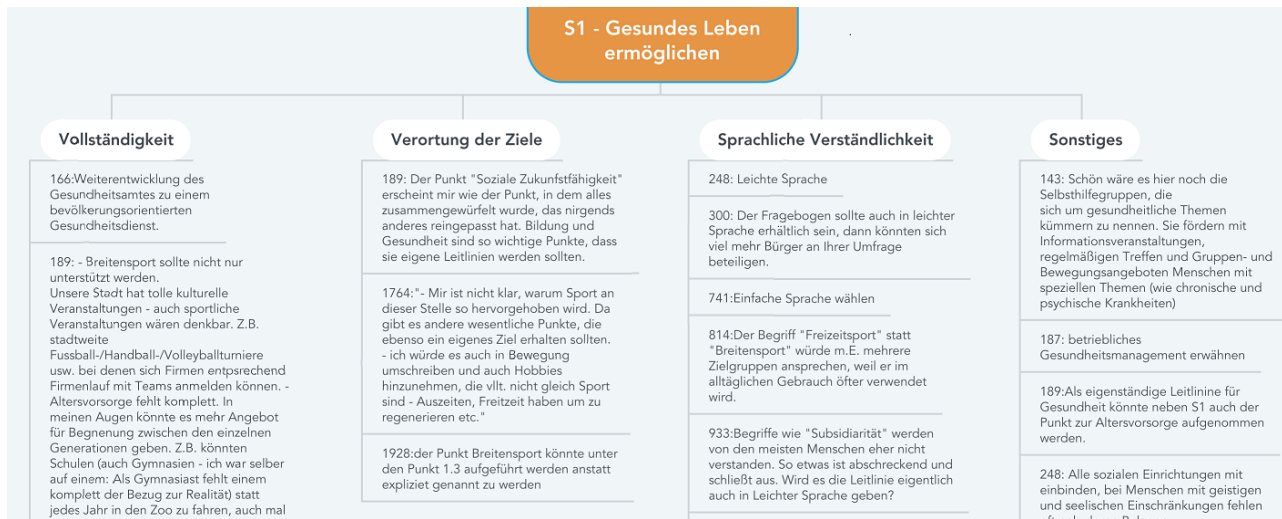 S1 - Gesundes Leben
ermöglichen
Vollständigkeit
166:Weiterentwicklung des
Gesundheitsamtes zu einem
bevölkerungsorientierten
Gesundheitsdienst.
189: - Breitensport sollte nicht nur
unterstützt werden.
Unsere Stadt hat tolle kulturelle
Veranstaltungen - auch sportliche
Veranstaltungen wären denkbar. Z.B.
stadtweite
Fussball-/Handball-/Volleyballturniere
usw. bei denen sich Firmen entpsrechend
Firmenlauf mit Teams anmelden können. -
Altersvorsorge fehlt komplett. In
meinen Augen könnte es mehr Angebot
für Begnenung zwischen den einzelnen
Generationen geben. Z.B. könnten
Schulen (auch Gymnasien - ich war selber
auf einem: Als Gymnasiast fehlt einem
komplett der Bezug zur Realität) statt
jedes Jahr in den Zoo zu fahren, auch mal
Verortung der Ziele
189: Der Punkt "Soziale Zukunfstfähigkeit"
erscheint mir wie der Punkt, in dem alles
zusammengewürfelt wurde, das nirgends
anderes reingepasst hat. Bildung und
Gesundheit sind so wichtige Punkte, dass
sie eigene Leitlinien werden sollten.
1764:"- Mir ist nicht klar, warum Sport an
dieser Stelle so hervorgehoben wird. Da
gibt es andere wesentliche Punkte, die
ebenso ein eigenes Ziel erhalten sollten.
- ich würde es auch in Bewegung
umschreiben und auch Hobbies
hinzunehmen, die vllt. nicht gleich Sport
sind - Auszeiten, Freitzeit haben um zu
regenerieren etc."
1928:der Punkt Breitensport könnte unter
den Punkt 1.3 aufgeführt werden anstatt
expliziet genannt zu werden
Sprachliche Verständlichkeit
248: Leichte Sprache
300: Der Fragebogen sollte auch in leichter
Sprache erhältlich sein, dann könnten sich
viel mehr Bürger an Ihrer Umfrage
beteiligen.
741:Einfache Sprache wählen
814:Der Begriff "Freizeitsport" statt
"Breitensport" würde m.E. mehrere
Zielgruppen ansprechen, weil er im
alltäglichen Gebrauch öfter verwendet
wird.
933:Begriffe wie "Subsidiarität" werden
von den meisten Menschen eher nicht
verstanden. So etwas ist abschreckend und
schließt aus. Wird es die Leitlinie eigentlich
auch in Leichter Sprache geben?
Sonstiges
143: Schön wäre es hier noch die
Selbsthilfegruppen, die
sich um gesundheitliche Themen
kümmern zu nennen. Sie fördern mit
Informationsveranstaltungen,
regelmäßigen Treffen und Gruppen- und
Bewegungsangeboten Menschen mit
speziellen Themen (wie chronische und
psychische Krankheiten)
187: betriebliches
Gesundheitsmanagement erwähnen
189:Als eigenständige Leitlinine für
Gesundheit könnte neben S1 auch der
Punkt zur Altersvorsorge aufgenommen
werden.
248: Alle sozialen Einrichtungen mit
einbinden, bei Menschen mit geistigen
und seelischen Einschränkungen fehlen